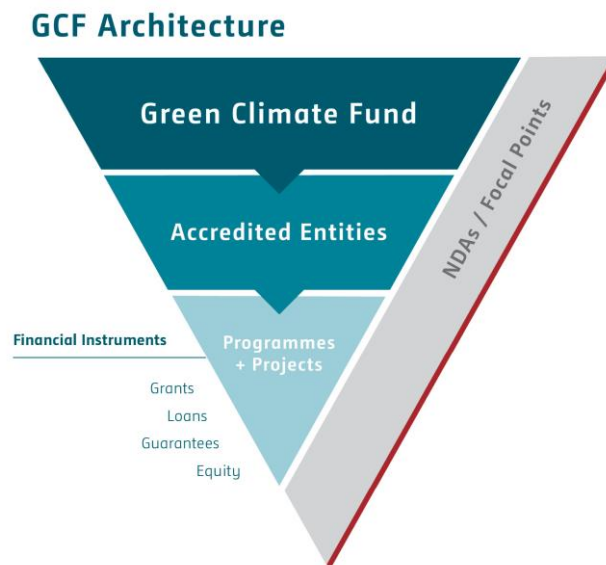 GCF Architecture
Green Climate Fund
Accredited Entities
NDAs / Focal Points
Programmes
+ Projects
Financial Instruments
Grants
Loans
Guarantees
Equity